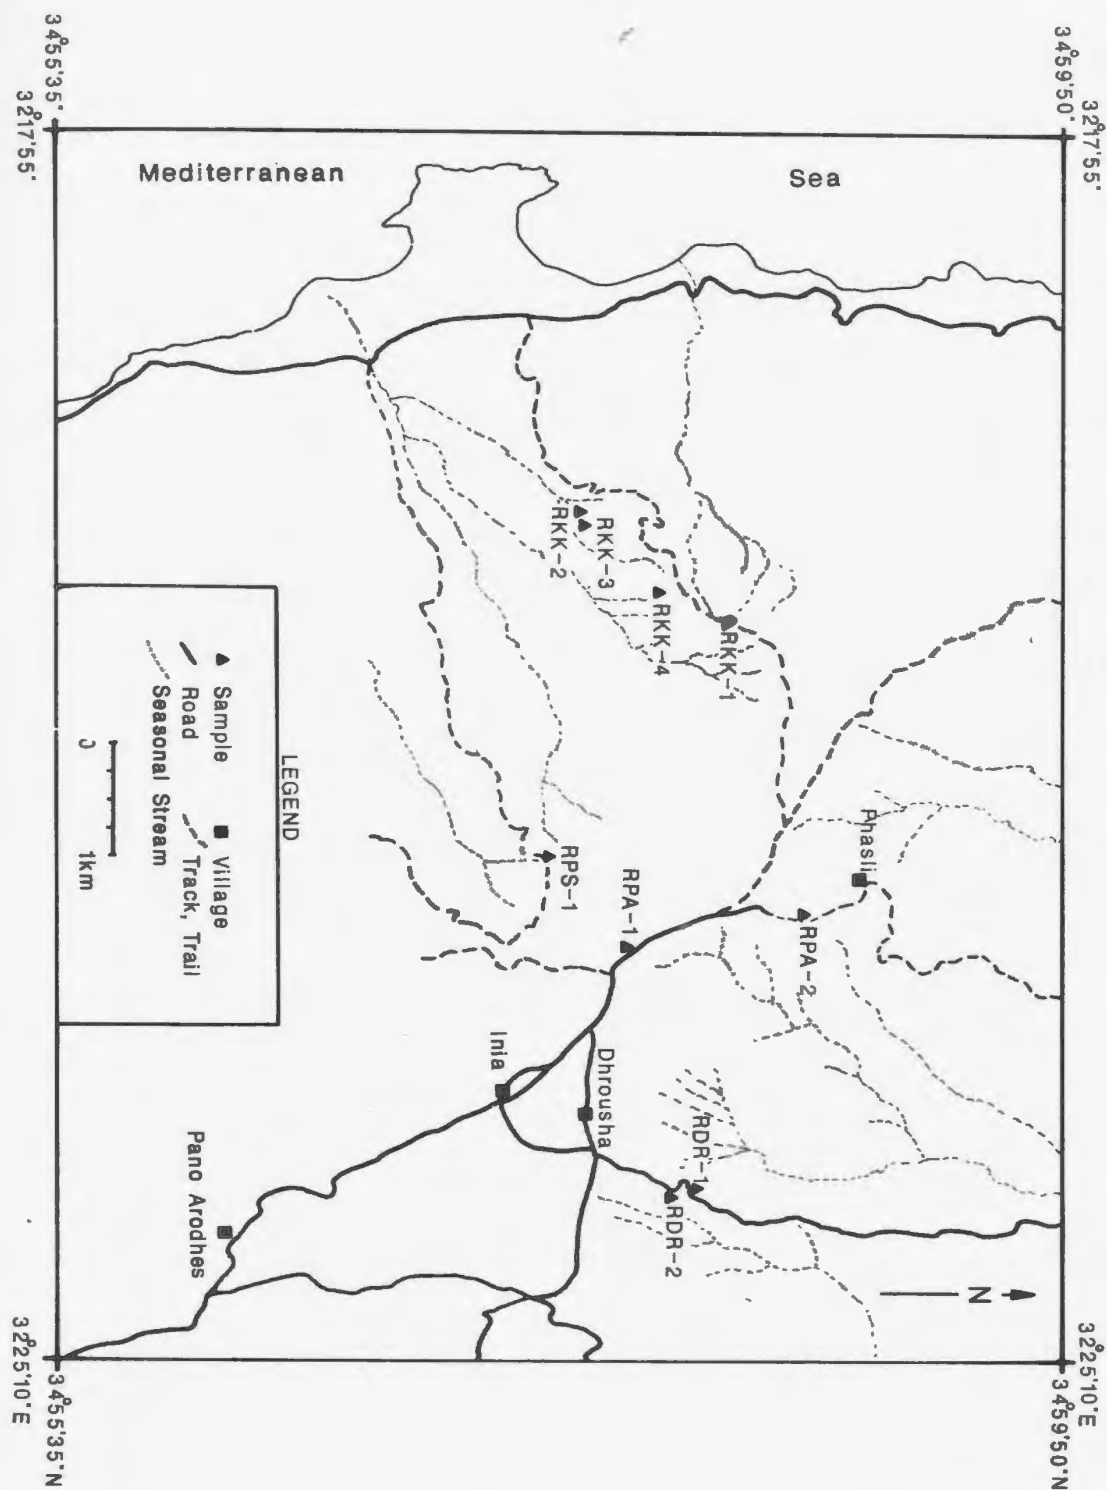 34°59'50"
32°17'55"
34°55'35"
32°17'55"
Mediterranean
Sea
RKK-1
RKK-4
RKK-3
RKK-2
Phasli
RPA-2
RPA-1
RPS-1
Dhrousha
Inia
RDR-1
RDR-2
Pano Arodhes
N
LEGEND
Sample
Village
Road
Track, Trail
Seasonal Stream
0
1km
32°25'10"E
34°59'50"N
34°55'35"N
32°25'10"E